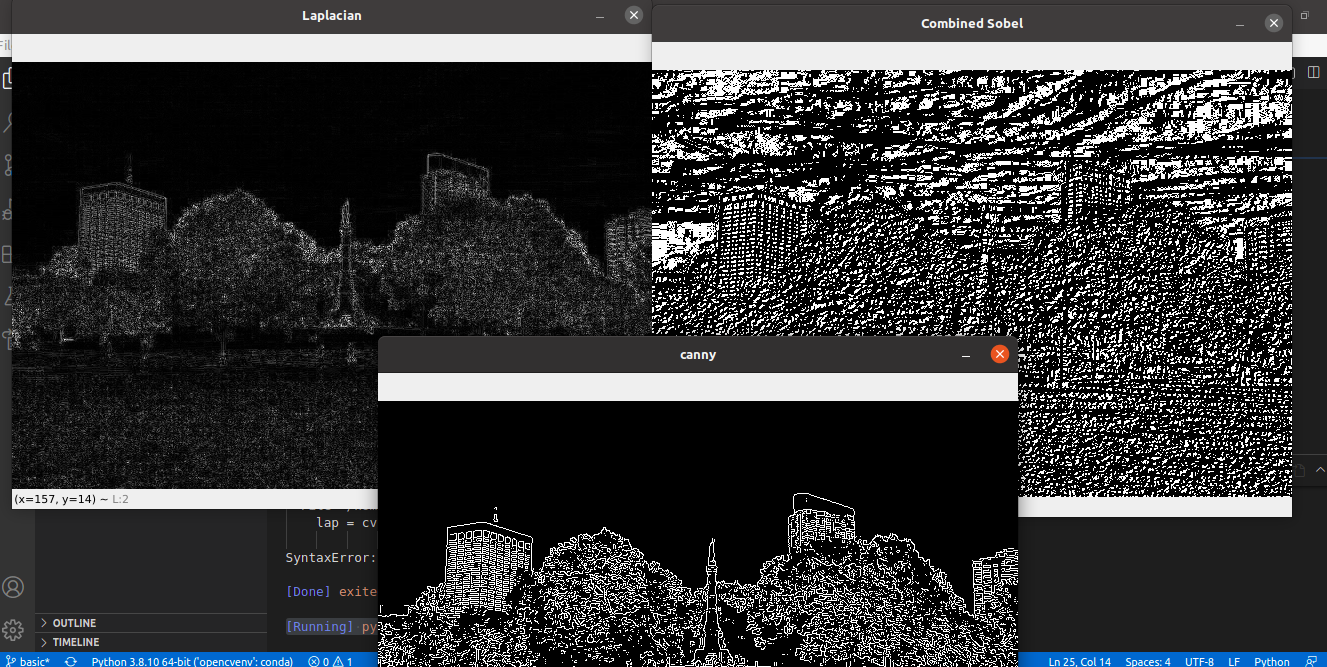 Laplacian
Combined Sobel
canny
(x=157, y=14) ~ L:2
lap = cv
SyntaxError:
[Done] exite
[Running] py
OUTLINE
TIMELINE
basic*
Python 3.8.10 64-bit ('opencvenv': conda)
0
1
Ln 25, Col 14
Spaces: 4
UTF-8
LF
Python